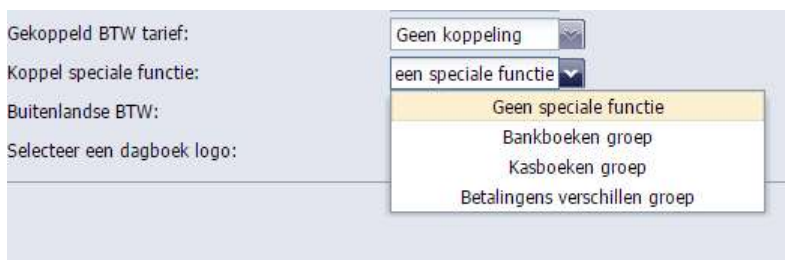 Gekoppeld BTW tarief: Geen koppeling
Koppel speciale functie: een speciale functie
Buitenlandse BTW:
Selecteer een dagboek logo:
Geen speciale functie
Bankboeken groep
Kasboeken groep
Betalingens verschillen groep